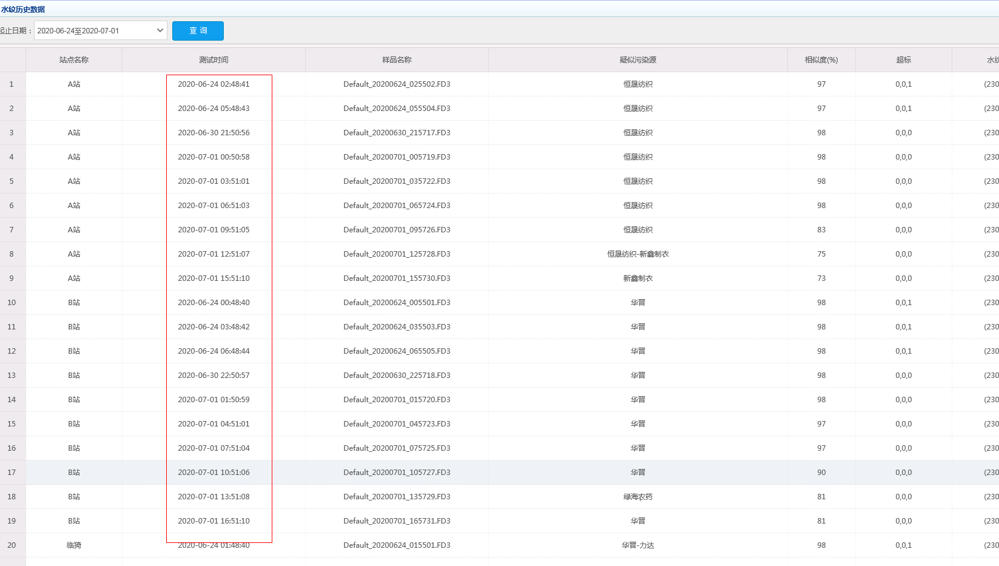 水纹历史数据
起止日期： 2020-06-24至2020-07-01 查 询
站点名称 测试时间 样品名称 疑似污染源 相似度(%) 超标 水纹
1 A站 2020-06-24 02:48:41 Default_20200624_025502.FD3 恒晟纺织 97 0,0,1 (230
2 A站 2020-06-24 05:48:43 Default_20200624_055504.FD3 恒晟纺织 97 0,0,1 (230
3 A站 2020-06-30 21:50:56 Default_20200630_215717.FD3 恒晟纺织 98 0,0,0 (230
4 A站 2020-07-01 00:50:58 Default_20200701_005719.FD3 恒晟纺织 98 0,0,0 (230
5 A站 2020-07-01 03:51:01 Default_20200701_035722.FD3 恒晟纺织 98 0,0,0 (230
6 A站 2020-07-01 06:51:03 Default_20200701_065724.FD3 恒晟纺织 98 0,0,0 (230
7 A站 2020-07-01 09:51:05 Default_20200701_095726.FD3 恒晟纺织 83 0,0,0 (230
8 A站 2020-07-01 12:51:07 Default_20200701_125728.FD3 恒晟纺织-新鑫制衣 75 0,0,0 (230
9 A站 2020-07-01 15:51:10 Default_20200701_155730.FD3 新鑫制衣 73 0,0,0 (230
10 B站 2020-06-24 00:48:40 Default_20200624_005501.FD3 华晋 98 0,0,1 (230
11 B站 2020-06-24 03:48:42 Default_20200624_035503.FD3 华晋 98 0,0,1 (230
12 B站 2020-06-24 06:48:44 Default_20200624_065505.FD3 华晋 98 0,0,1 (230
13 B站 2020-06-30 22:50:57 Default_20200630_225718.FD3 华晋 98 0,0,0 (230
14 B站 2020-07-01 01:50:59 Default_20200701_015720.FD3 华晋 98 0,0,0 (230
15 B站 2020-07-01 04:51:01 Default_20200701_045723.FD3 华晋 97 0,0,0 (230
16 B站 2020-07-01 07:51:04 Default_20200701_075725.FD3 华晋 97 0,0,0 (230
17 B站 2020-07-01 10:51:06 Default_20200701_105727.FD3 华晋 90 0,0,0 (230
18 B站 2020-07-01 13:51:08 Default_20200701_135729.FD3 绿海农药 81 0,0,0 (230
19 B站 2020-07-01 16:51:10 Default_20200701_165731.FD3 华晋 81 0,0,0 (230
20 临猗 2020-06-24 01:48:40 Default_20200624_015501.FD3 华晋-力达 98 0,0,1 (230